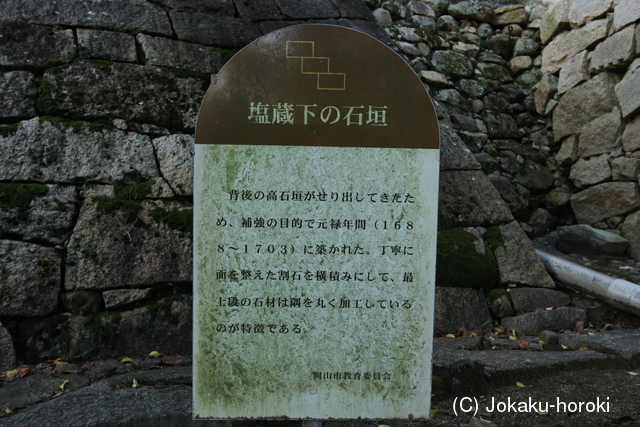 塩蔵下の石垣
背後の高石垣がせり出してきたた
め、補強の目的で元禄年間(168
8～1703)に築かれた。丁寧に
面を整えた割石を横積みにして、最
上段の石材は隅を丸く加工している
のが特徴である。
岡山市教育委員会
(C) Jokaku-horoki